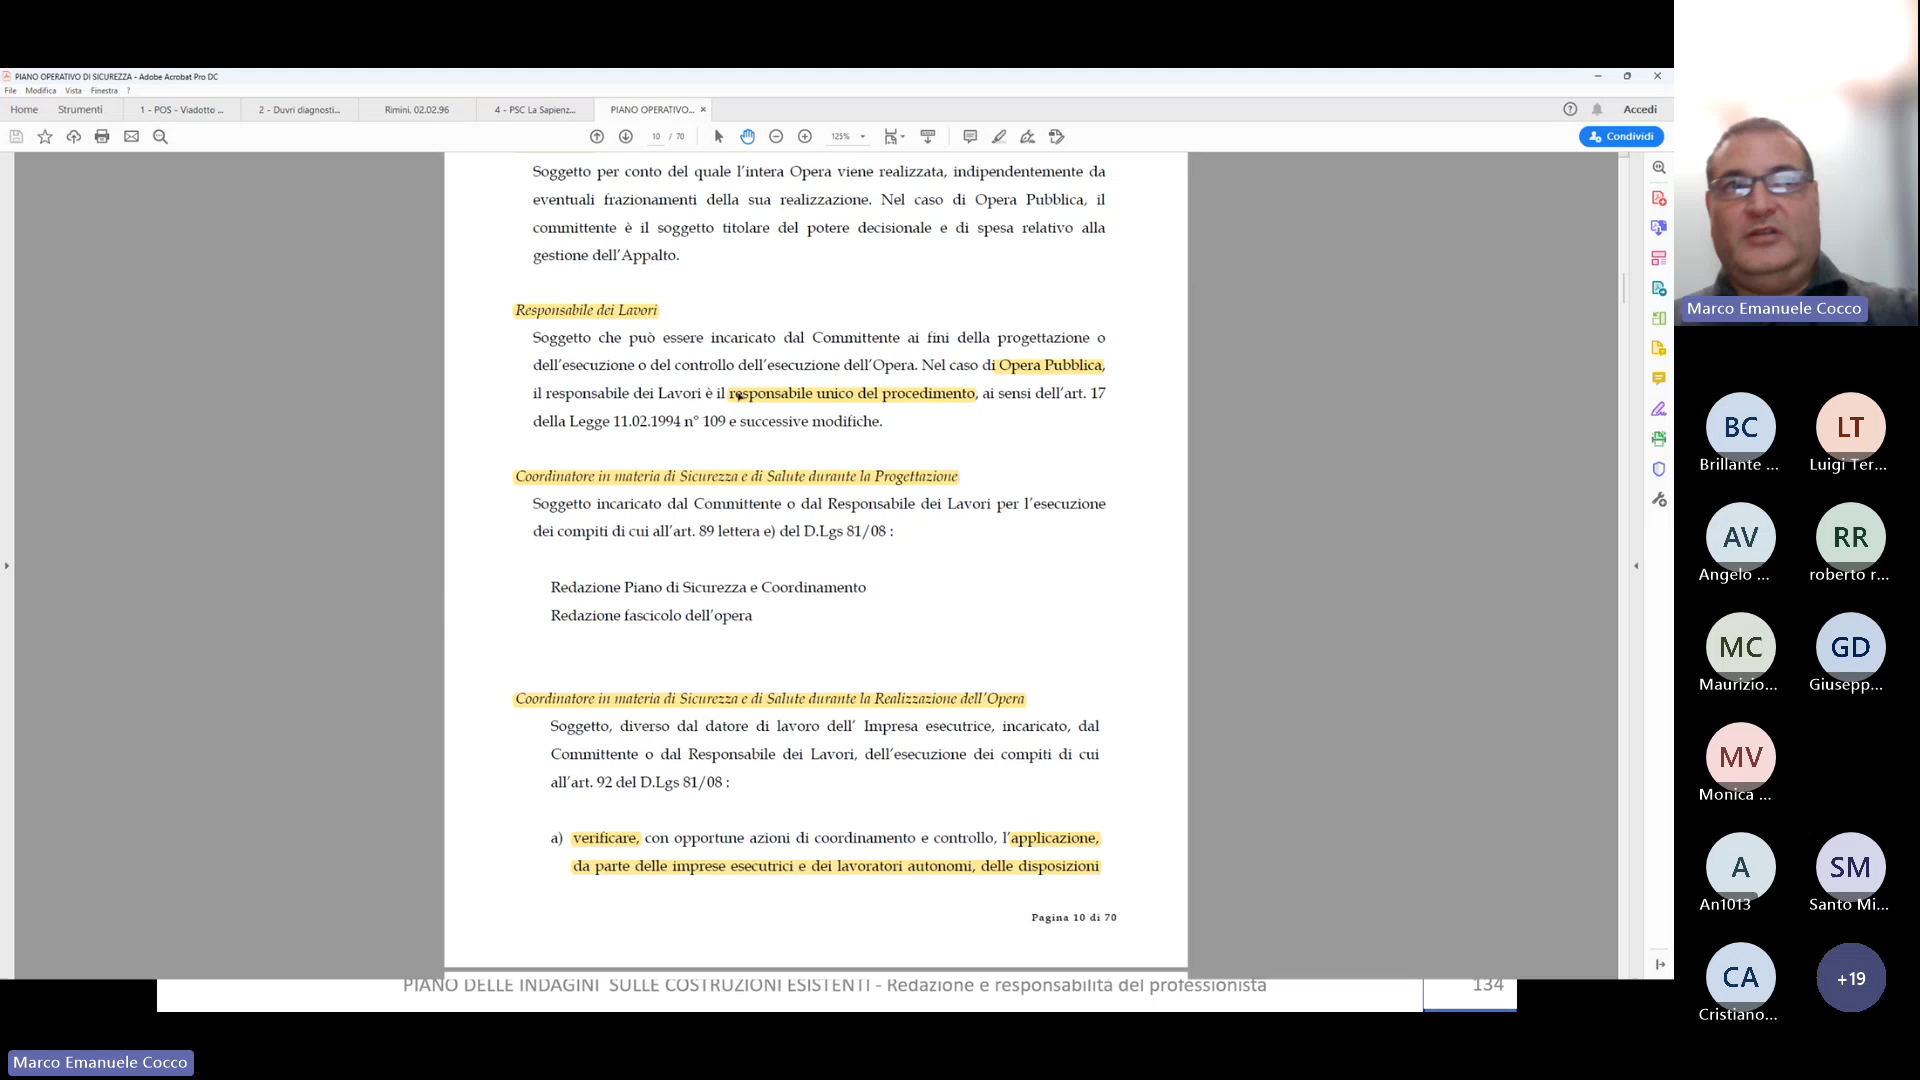 PIANO OPERATIVO DI SICUREZZA - Adobe Acrobat Pro DC
File Modifica Vista Finestra ?
Home Strumenti 1 - POS - Viadotto ... 2 - Duvri diagnosti... Rimini, 02.02.96 4 - PSC La Sapienz... PIANO OPERATIVO... × Accedi
10 / 70 125% Condividi
Soggetto per conto del quale l'intera Opera viene realizzata, indipendentemente da
eventuali frazionamenti della sua realizzazione. Nel caso di Opera Pubblica, il
committente è il soggetto titolare del potere decisionale e di spesa relativo alla
gestione dell'Appalto.
Responsabile dei Lavori
Soggetto che può essere incaricato dal Committente ai fini della progettazione o
dell'esecuzione o del controllo dell'esecuzione dell'Opera. Nel caso di Opera Pubblica,
il responsabile dei Lavori è il responsabile unico del procedimento, ai sensi dell'art. 17
della Legge 11.02.1994 n° 109 e successive modifiche.
Coordinatore in materia di Sicurezza e di Salute durante la Progettazione
Soggetto incaricato dal Committente o dal Responsabile dei Lavori per l'esecuzione
dei compiti di cui all'art. 89 lettera e) del D.Lgs 81/08 :
Redazione Piano di Sicurezza e Coordinamento
Redazione fascicolo dell'opera
Coordinatore in materia di Sicurezza e di Salute durante la Realizzazione dell'Opera
Soggetto, diverso dal datore di lavoro dell' Impresa esecutrice, incaricato, dal
Committente o dal Responsabile dei Lavori, dell'esecuzione dei compiti di cui
all'art. 92 del D.Lgs 81/08 :
a) verificare, con opportune azioni di coordinamento e controllo, l'applicazione,
da parte delle imprese esecutrici e dei lavoratori autonomi, delle disposizioni
Pagina 10 di 70
PIANO DELLE INDAGINI SULLE COSTRUZIONI ESISTENTI - Redazione e responsabilità del professionista 134
Marco Emanuele Cocco
Marco Emanuele Cocco
BC LT
Brillante ... Luigi Ter...
AV RR
Angelo ... roberto r...
MC GD
Maurizio... Giusepp...
MV
Monica ...
A SM
An1013 Santo Mi...
CA +19
Cristiano...